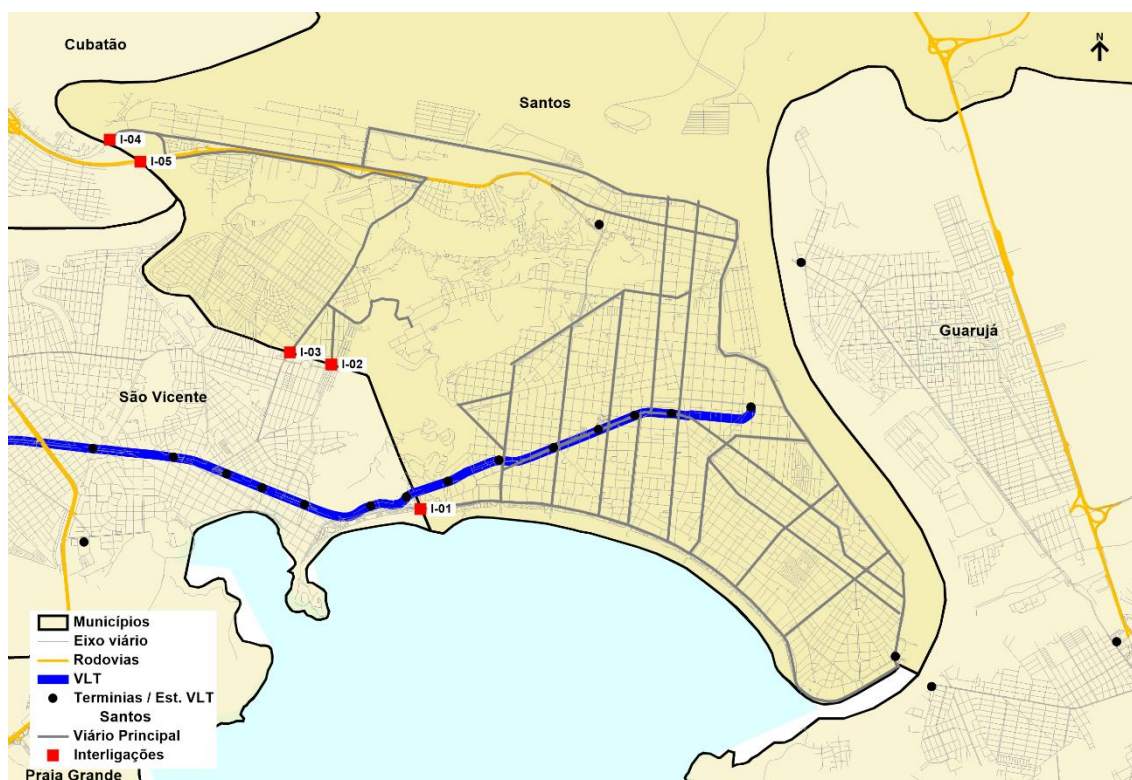 Cubatão
N
Santos
I-04
I-05
Guarujá
I-03
I-02
São Vicente
I-01
Municípios
Eixo viário
Rodovias
VLT
Terminias / Est. VLT
Santos
Viário Principal
Interligações
Praia Grande